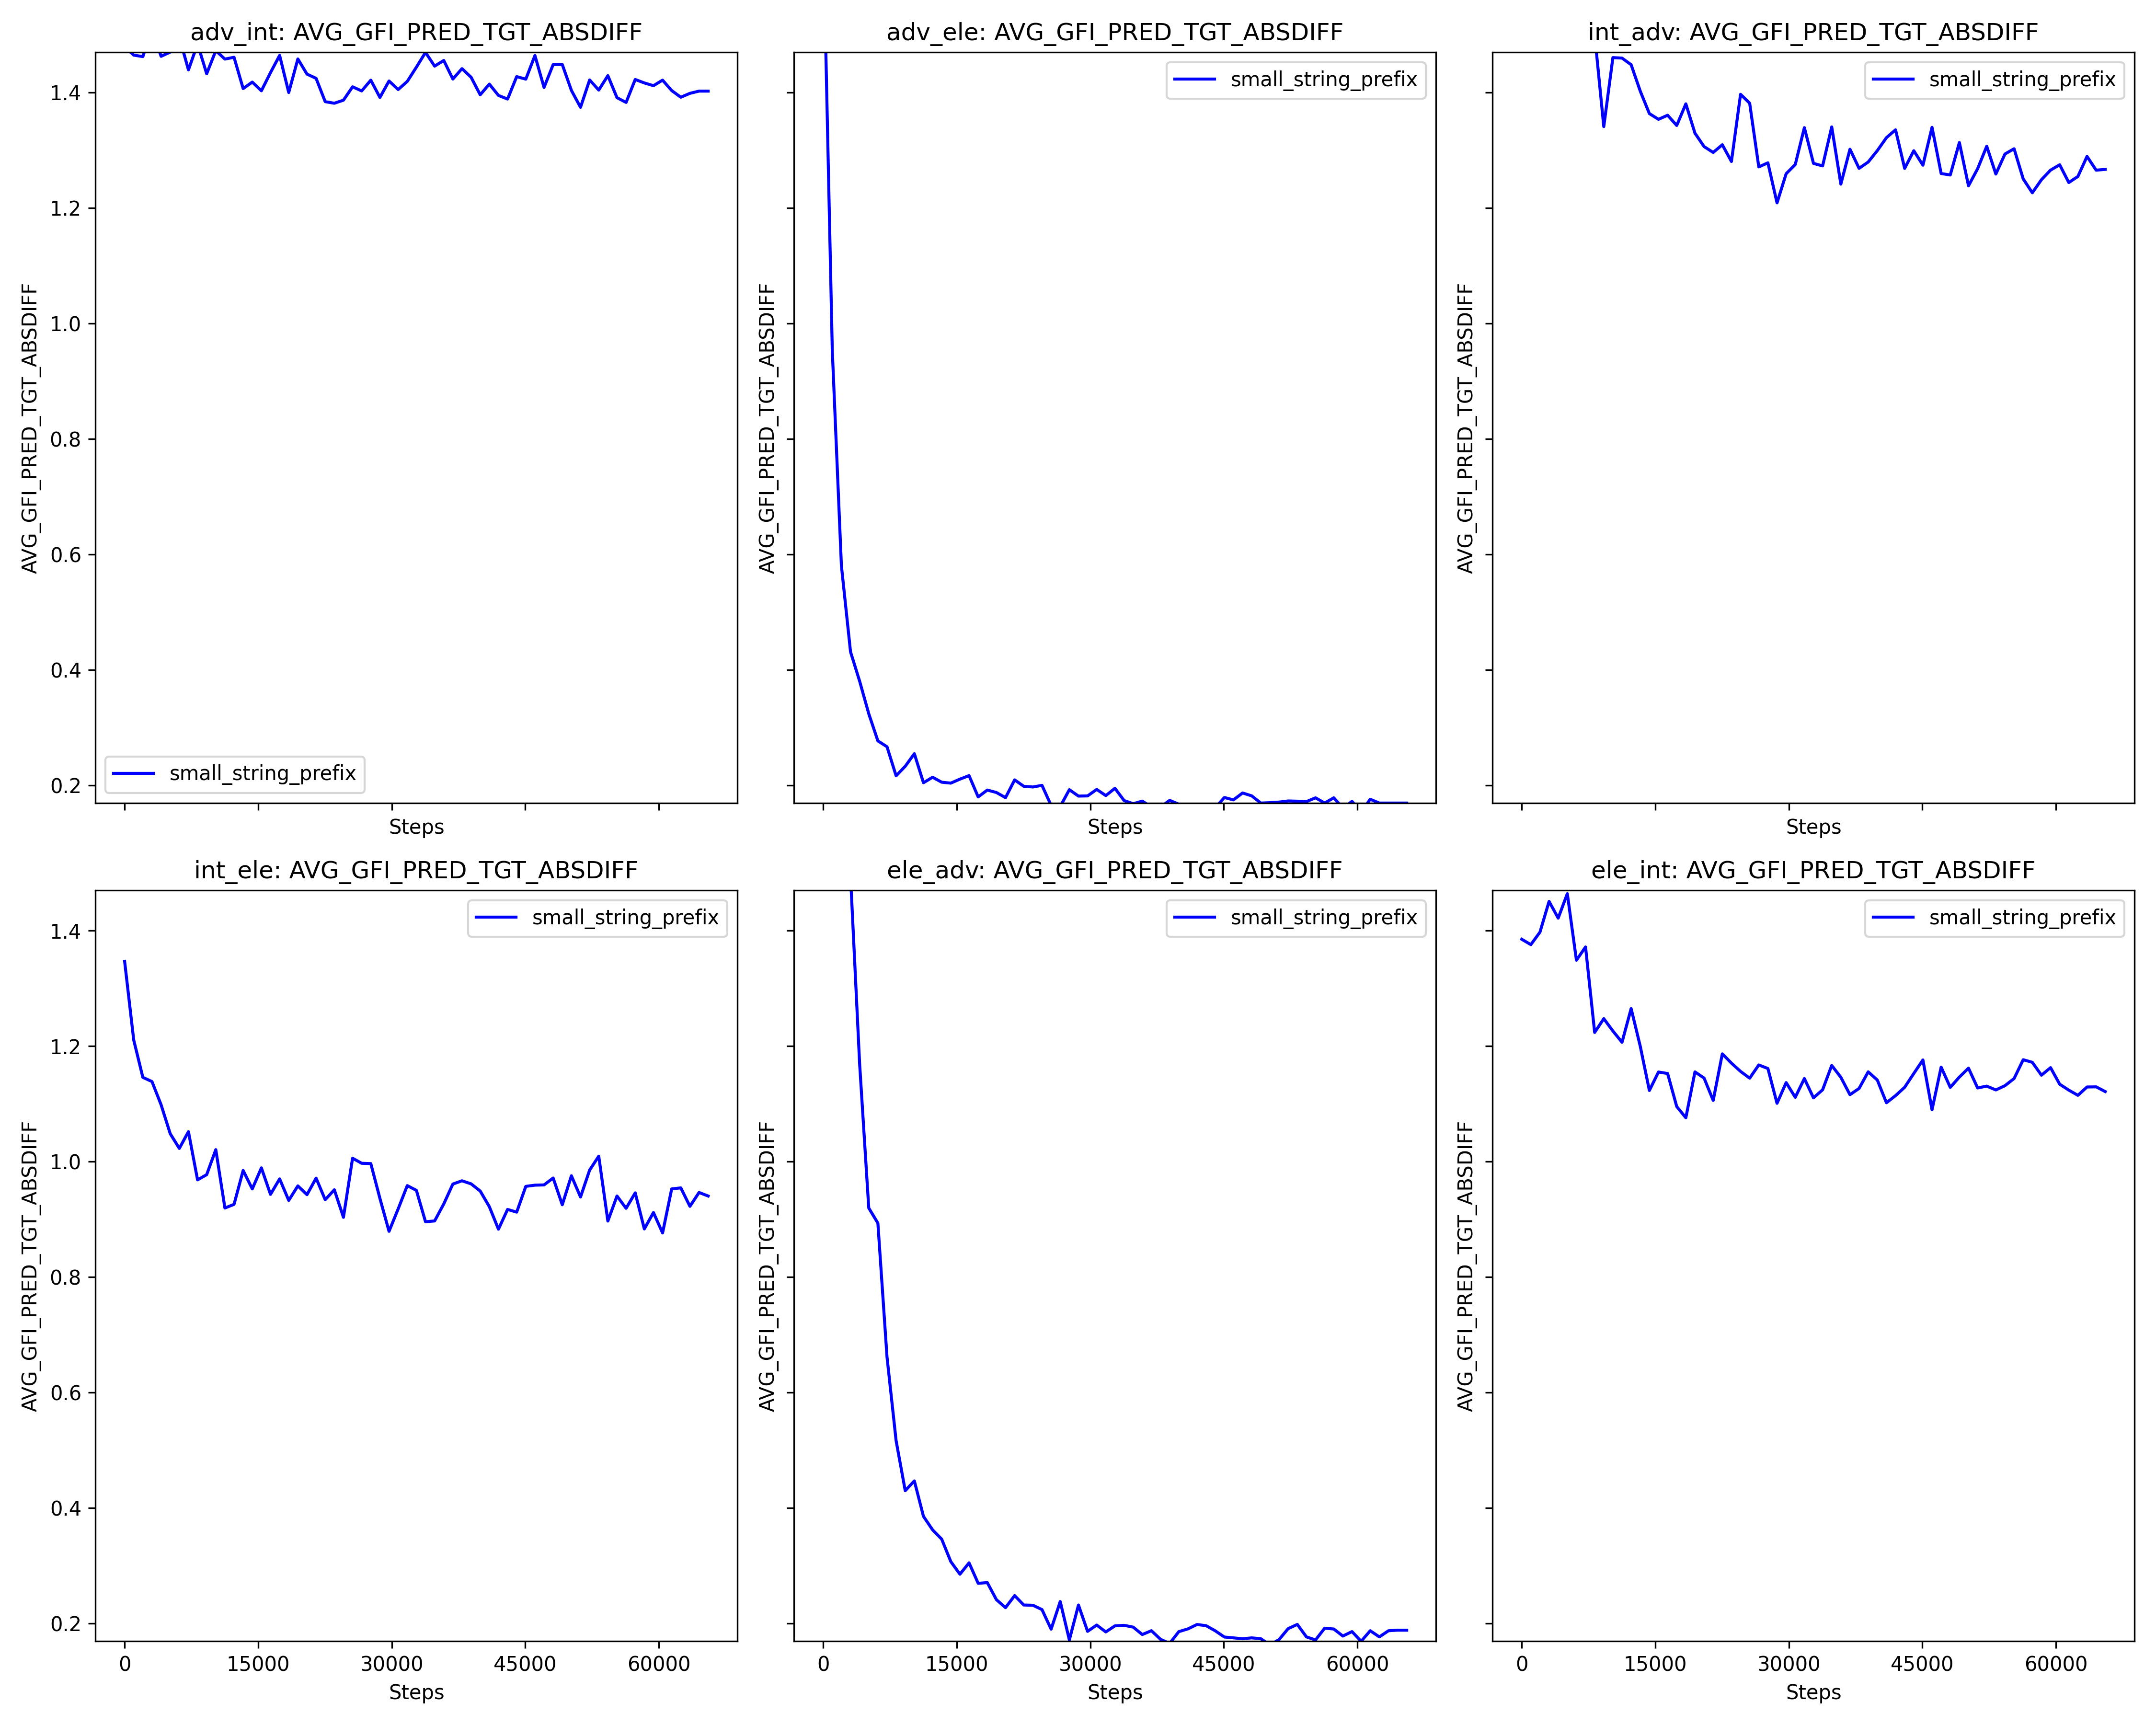 adv_int: AVG_GFI_PRED_TGT_ABSDIFF
AVG_GFI_PRED_TGT_ABSDIFF
1.4
1.2
1.0
0.8
0.6
0.4
0.2
small_string_prefix
Steps
adv_ele: AVG_GFI_PRED_TGT_ABSDIFF
AVG_GFI_PRED_TGT_ABSDIFF
small_string_prefix
Steps
int_adv: AVG_GFI_PRED_TGT_ABSDIFF
AVG_GFI_PRED_TGT_ABSDIFF
small_string_prefix
Steps
int_ele: AVG_GFI_PRED_TGT_ABSDIFF
AVG_GFI_PRED_TGT_ABSDIFF
small_string_prefix
1.4
1.2
1.0
0.8
0.6
0.4
0.2
0 15000 30000 45000 60000
Steps
ele_adv: AVG_GFI_PRED_TGT_ABSDIFF
AVG_GFI_PRED_TGT_ABSDIFF
small_string_prefix
0 15000 30000 45000 60000
Steps
ele_int: AVG_GFI_PRED_TGT_ABSDIFF
AVG_GFI_PRED_TGT_ABSDIFF
small_string_prefix
0 15000 30000 45000 60000
Steps